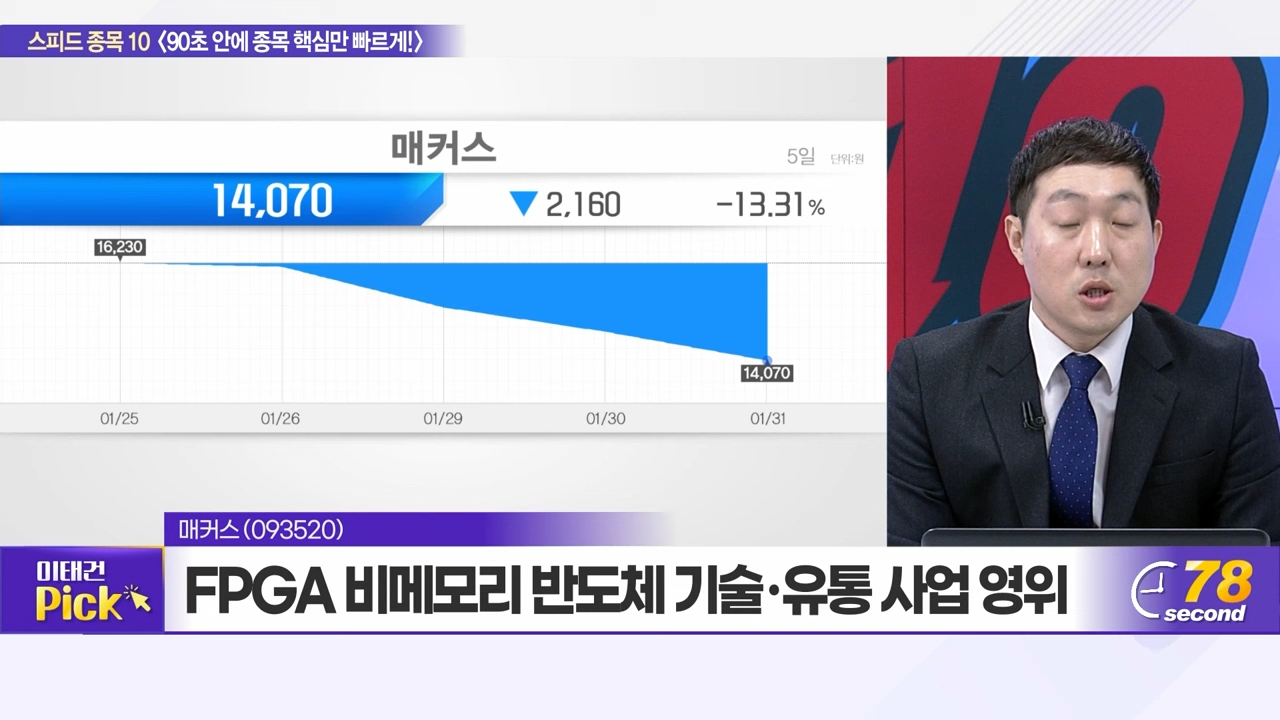 스피드 종목 10 <90초 안에 종목 핵심만 빠르게!>
매커스
5일 단위:원
14,070 ▼ 2,160 -13.31%
16,230
14,070
01/25 01/26 01/29 01/30 01/31
매커스(093520)
이태건
Pick
FPGA 비메모리 반도체 기술·유통 사업 영위
78
second